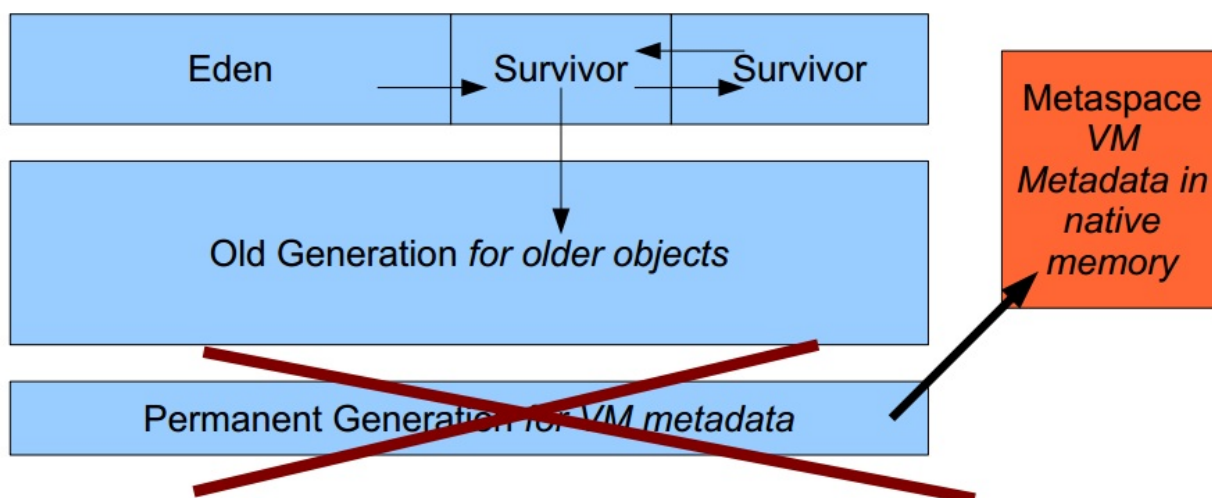 Eden
Survivor
Survivor
Metaspace
VM
Metadata in
native
memory
Old Generation for older objects
Permanent Generation for VM metadata